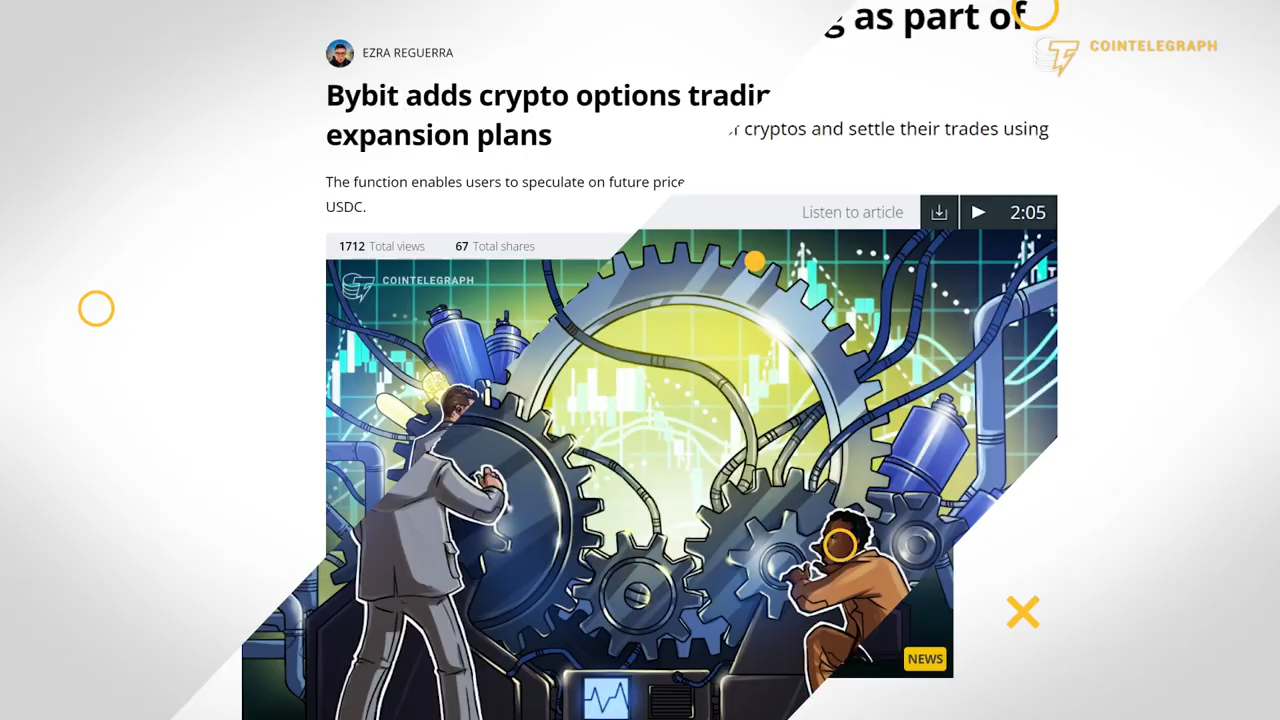 as part of
COINTELEGRAPH
EZRA REGUERRA
Bybit adds crypto options
expansion plans
cryptos and settle their trades using
The function enables users to speculate on future
USDC.
Listen to article
2:05
1712 Total views 67 Total shares
COINTELEGRAPH
NEWS